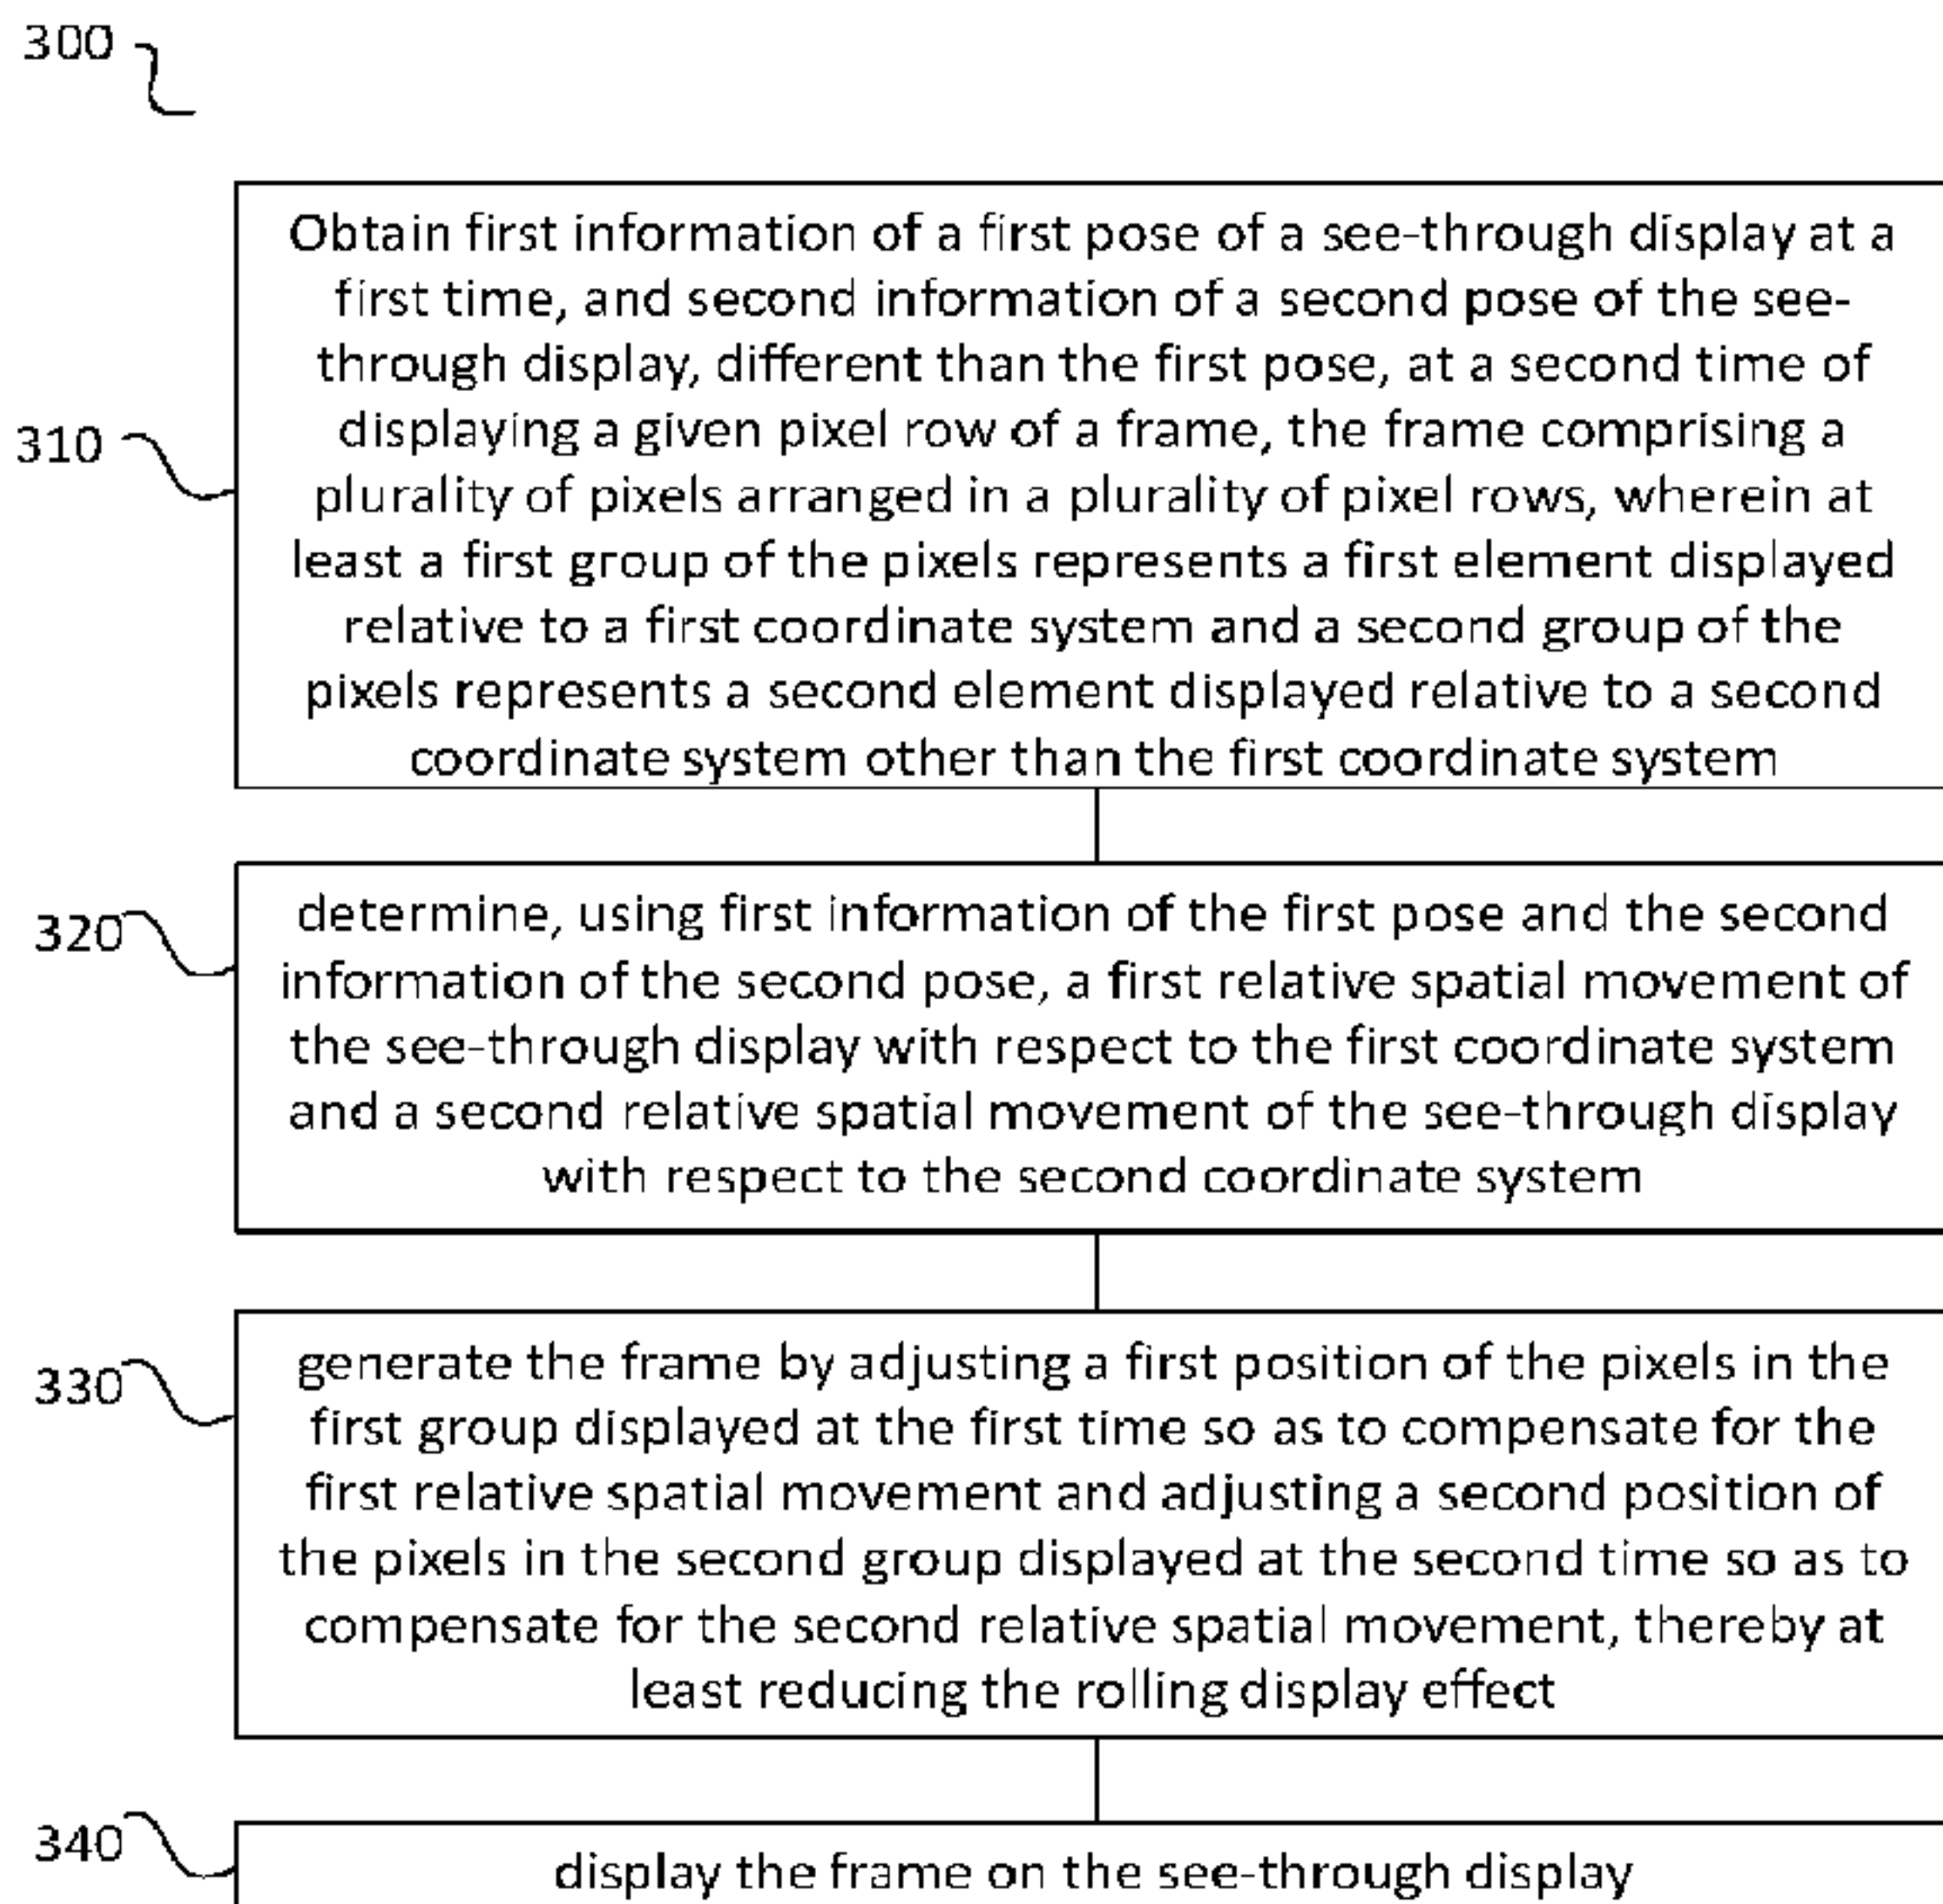 300
Obtain first information of a first pose of a see-through display at a
first time, and second information of a second pose of the see-
through display, different than the first pose, at a second time of
displaying a given pixel row of a frame, the frame comprising a
310
plurality of pixels arranged in a plurality of pixel rows, wherein at
least a first group of the pixels represents a first element displayed
relative to a first coordinate system and a second group of the
pixels represents a second element displayed relative to a second
coordinate system other than the first coordinate system
320
determine, using first information of the first pose and the second
information of the second pose, a first relative spatial movement of
the see-through display with respect to the first coordinate system
and a second relative spatial movement of the see-through display
with respect to the second coordinate system
330
generate the frame by adjusting a first position of the pixels in the
first group displayed at the first time so as to compensate for the
first relative spatial movement and adjusting a second position of
the pixels in the second group displayed at the second time so as to
compensate for the second relative spatial movement, thereby at
least reducing the rolling display effect
340
display the frame on the see-through display